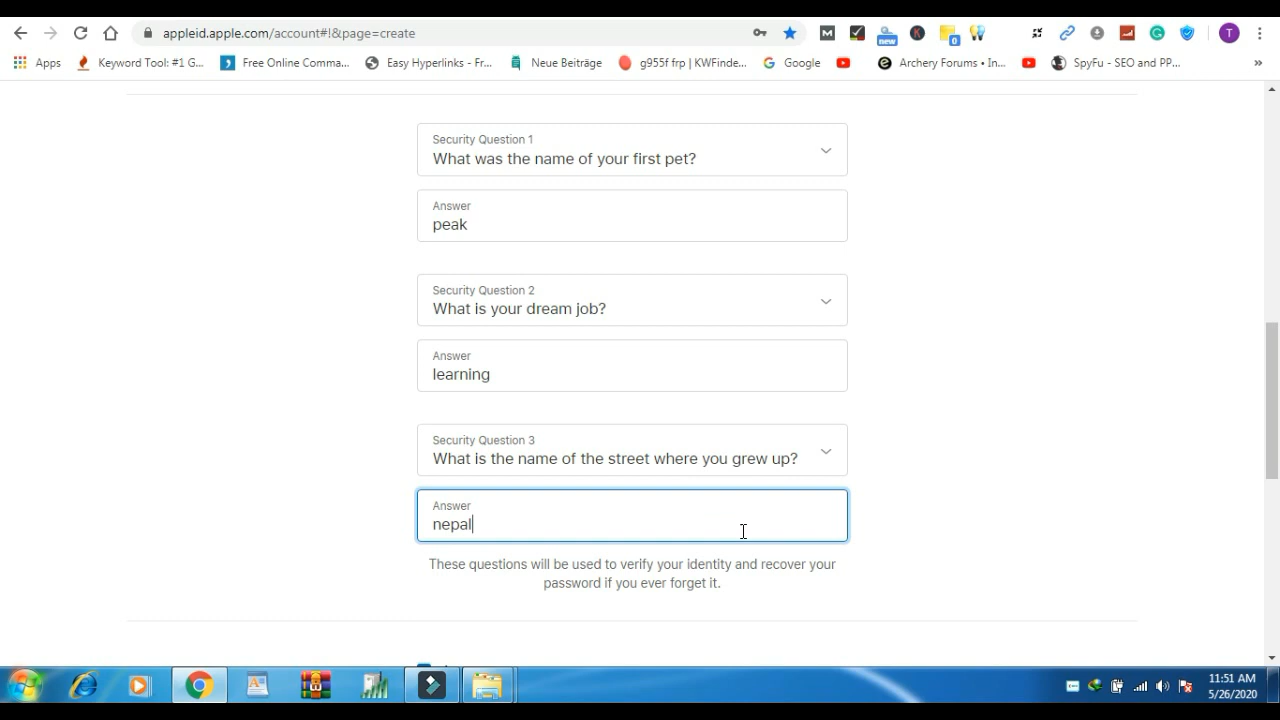 appleid.apple.com/account#!&page=create
new
0
T
Apps
Keyword Tool: #1 G...
Free Online Comma...
Easy Hyperlinks - Fr...
Neue Beiträge
g955f frp | KWFinde...
Google
Archery Forums • In...
SpyFu - SEO and PP...
»
Security Question 1
What was the name of your first pet?
Answer
peak
Security Question 2
What is your dream job?
Answer
learning
Security Question 3
What is the name of the street where you grew up?
Answer
nepal
These questions will be used to verify your identity and recover your
password if you ever forget it.
11:51 AM
5/26/2020